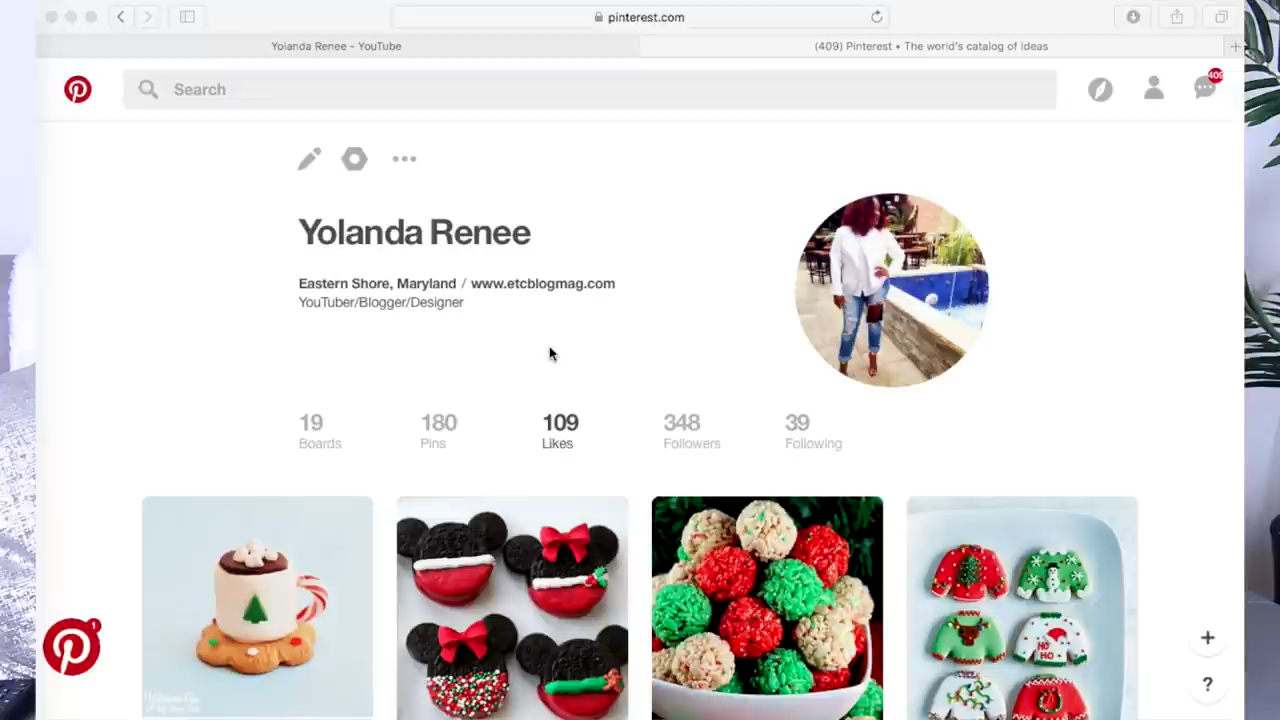 pinterest.com
Yolanda Renee - YouTube
(409) Pinterest • The world's catalog of ideas
Search
409
Yolanda Renee
Eastern Shore, Maryland / www.etcblogmag.com
YouTuber/Blogger/Designer
19
Boards
180
Pins
109
Likes
348
Followers
39
Following
1
HO
HO
+
?